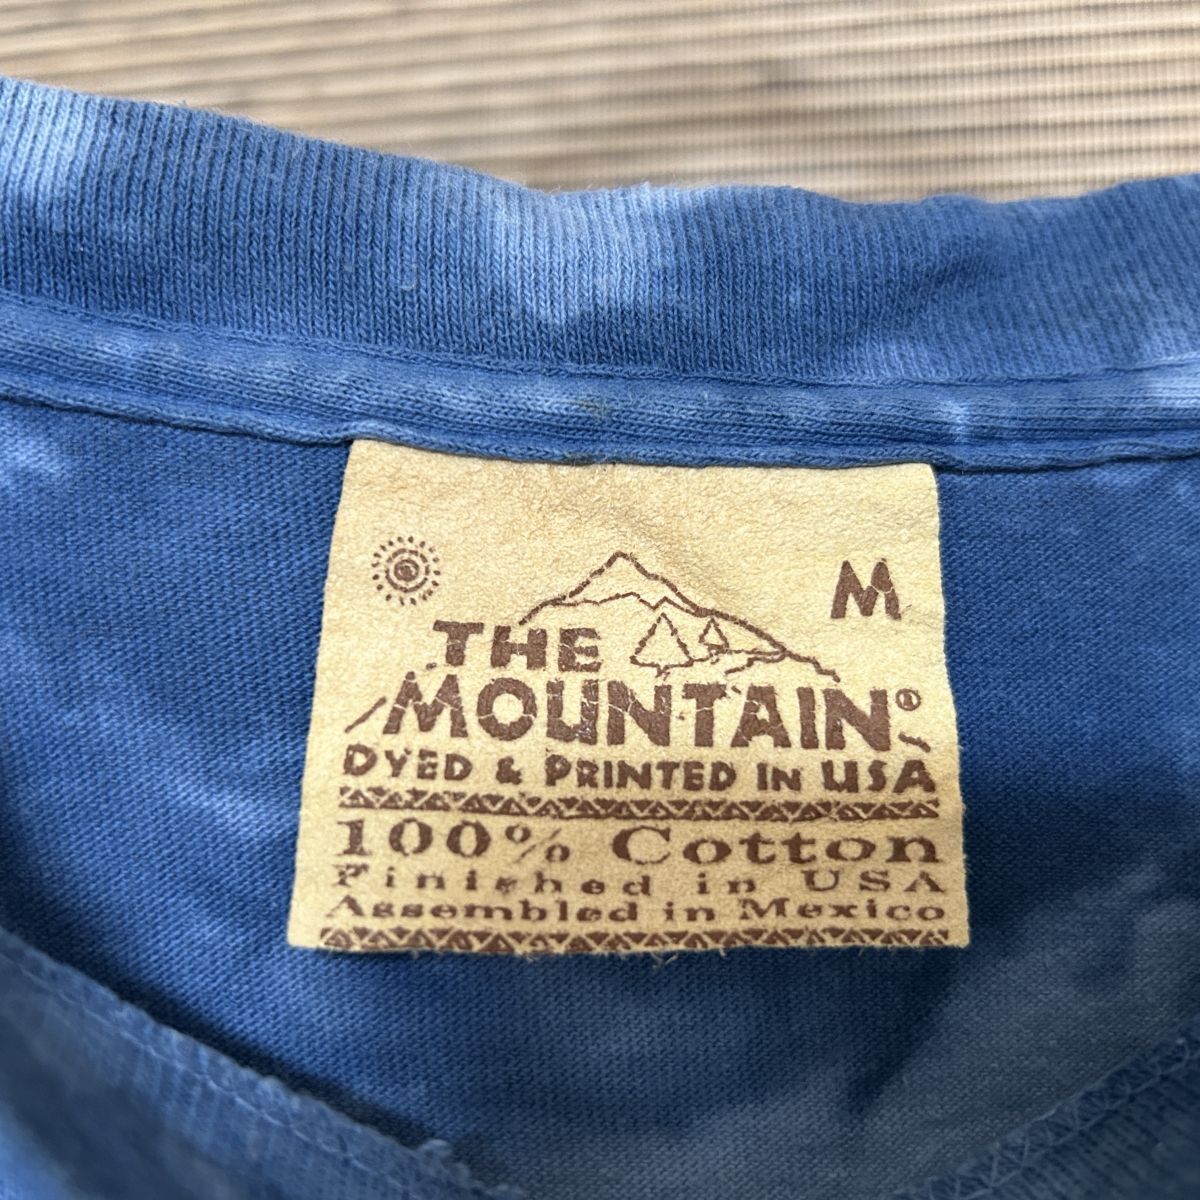 M
THE
MOUNTAIN®
DYED & PRINTED IN USA
100% Cotton
Finished in USA
Assembled in Mexico